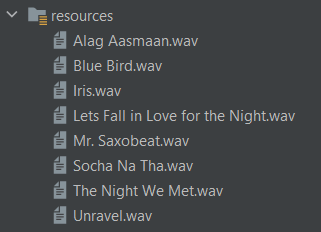 resources
Alag Aasmaan.wav
Blue Bird.wav
Iris.wav
Lets Fall in Love for the Night.wav
Mr. Saxobeat.wav
Socha Na Tha.wav
The Night We Met.wav
Unravel.wav